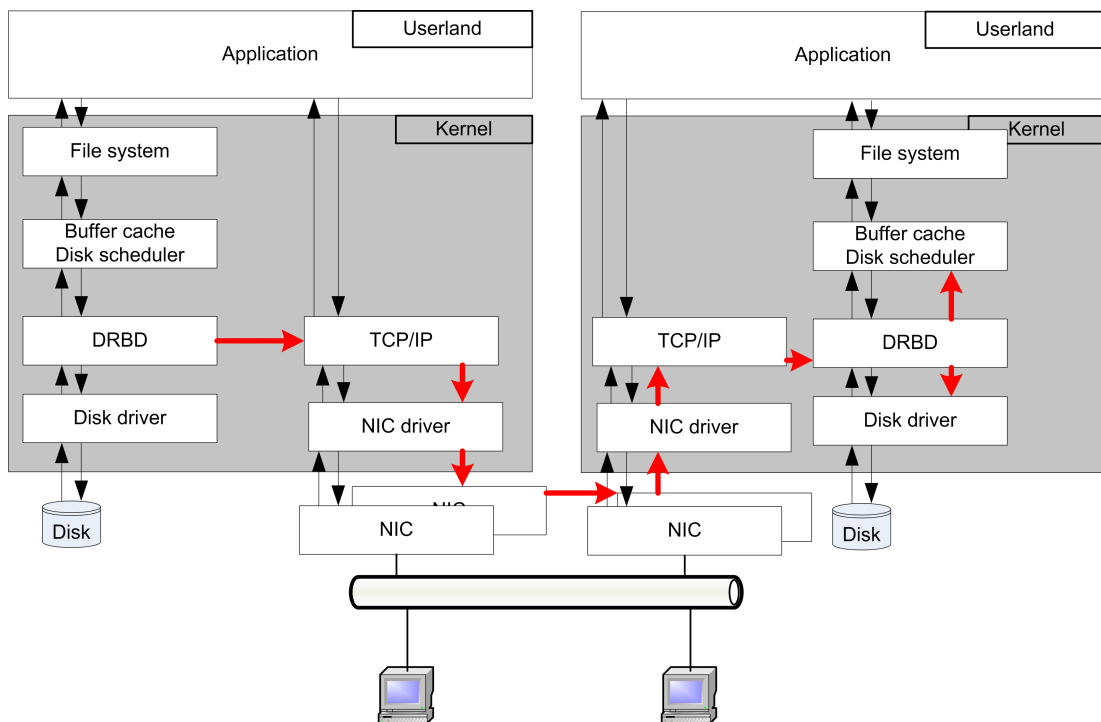 Userland
Application
Kernel
File system
Buffer cache
Disk scheduler
DRBD
TCP/IP
Disk driver
NIC driver
Disk
NIC
NIC
Userland
Application
Kernel
File system
Buffer cache
Disk scheduler
TCP/IP
DRBD
NIC driver
Disk driver
NIC
Disk